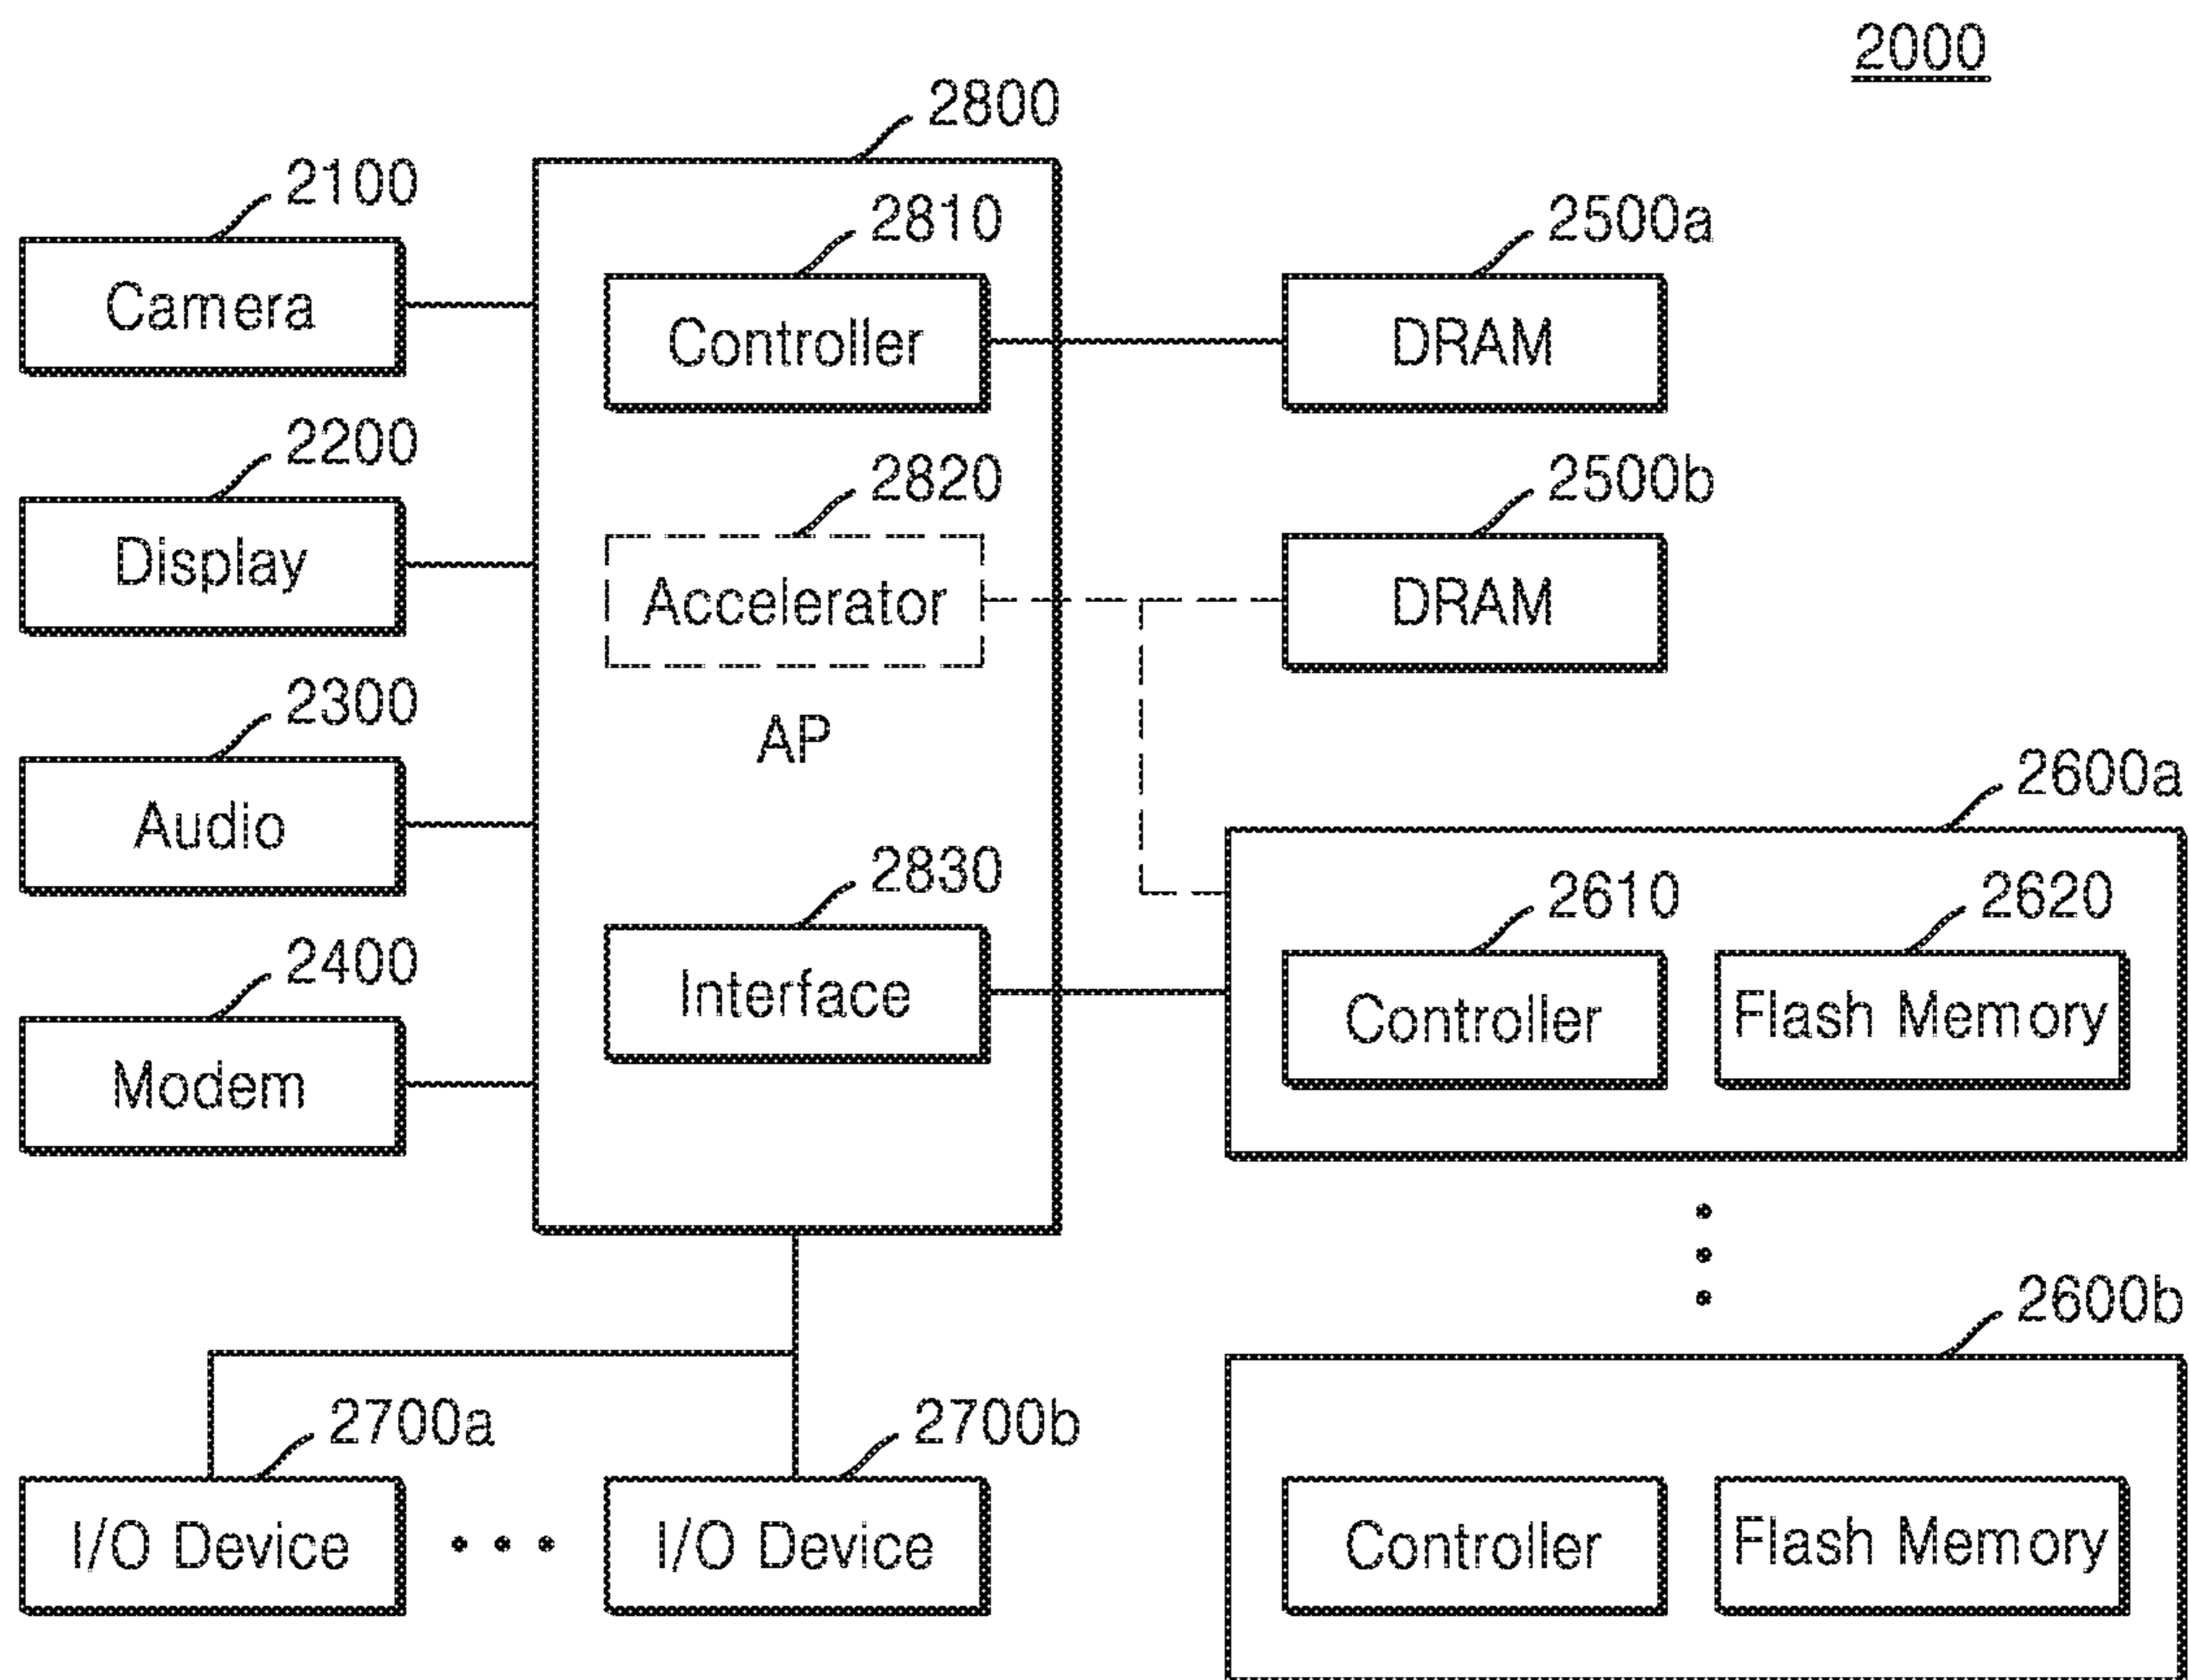 2000
2800
2100
Camera
2810
Controller
2500a
DRAM
2200
Display
2820
Accelerator
2500b
DRAM
2300
Audio
AP
2600a
2830
Interface
2610
Controller
2620
Flash Memory
2400
Modem
2600b
2700a
I/O Device
2700b
I/O Device
Controller
Flash Memory